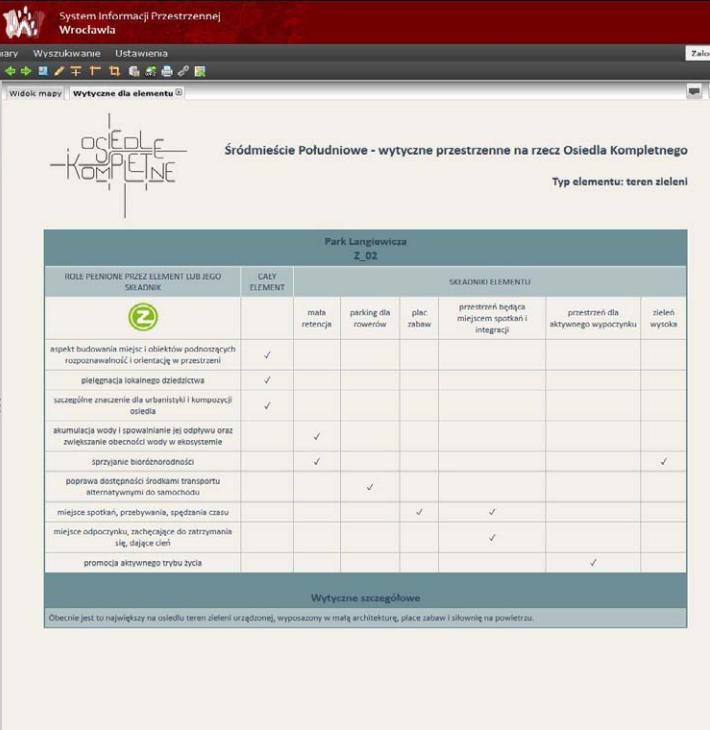 System Informacji Przestrzennej
Wrocławia
iary Wyszukiwanie Ustawienia
Zalo
Widok mapy Wytyczne dla elementu
OSIEDLE
KOMPLETNE
Śródmieście Południowe - wytyczne przestrzenne na rzecz Osiedla Kompletnego
Typ elementu: teren zieleni
Park Langiewicza
Z_02
ROLE PEŁNIONE PRZEZ ELEMENT LUB JEGO
SKŁADNIK
CAŁY
ELEMENT
SKŁADNIKI ELEMENTU
Z
mała
retencja
parking dla
rowerów
plac
zabaw
przestrzeń będąca
miejscem spotkań i
integracji
przestrzeń dla
aktywnego wypoczynku
zieleń
wysoka
aspekt budowania miejsc i obiektów podnoszących
rozpoznawalność i orientację w przestrzeni ✓
pielęgnacja lokalnego dziedzictwa ✓
szczególne znaczenie dla urbanistyki i kompozycji
osiedla ✓
akumulacja wody i spowalnianie jej odpływu oraz
zwiększanie obecności wody w ekosystemie ✓
sprzyjanie bioróżnorodności ✓ ✓
poprawa dostępności środkami transportu
alternatywnymi do samochodu ✓
miejsce spotkań, przebywania, spędzania czasu ✓ ✓
miejsce odpoczynku, zachęcające do zatrzymania
się, dające cień ✓
promocja aktywnego trybu życia ✓
Wytyczne szczegółowe
Obecnie jest to największy na osiedlu teren zieleni urządzonej, wyposażony w małą architekturę, place zabaw i siłownię na powietrzu.